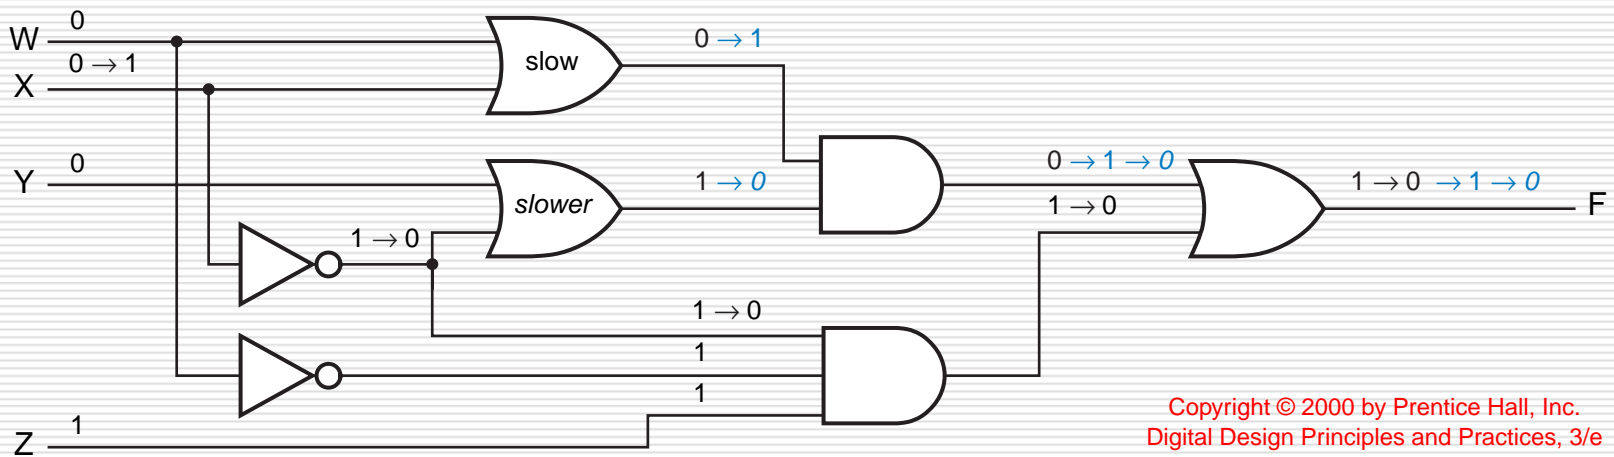 W 0
0 → 1
X
slow
0 → 1
Y 0
slower
1 → 0
0 → 1 → 0
1 → 0
1 → 0 → 1 → 0
F
1 → 0
1 → 0
1
1
Z 1
Copyright © 2000 by Prentice Hall, Inc.
Digital Design Principles and Practices, 3/e